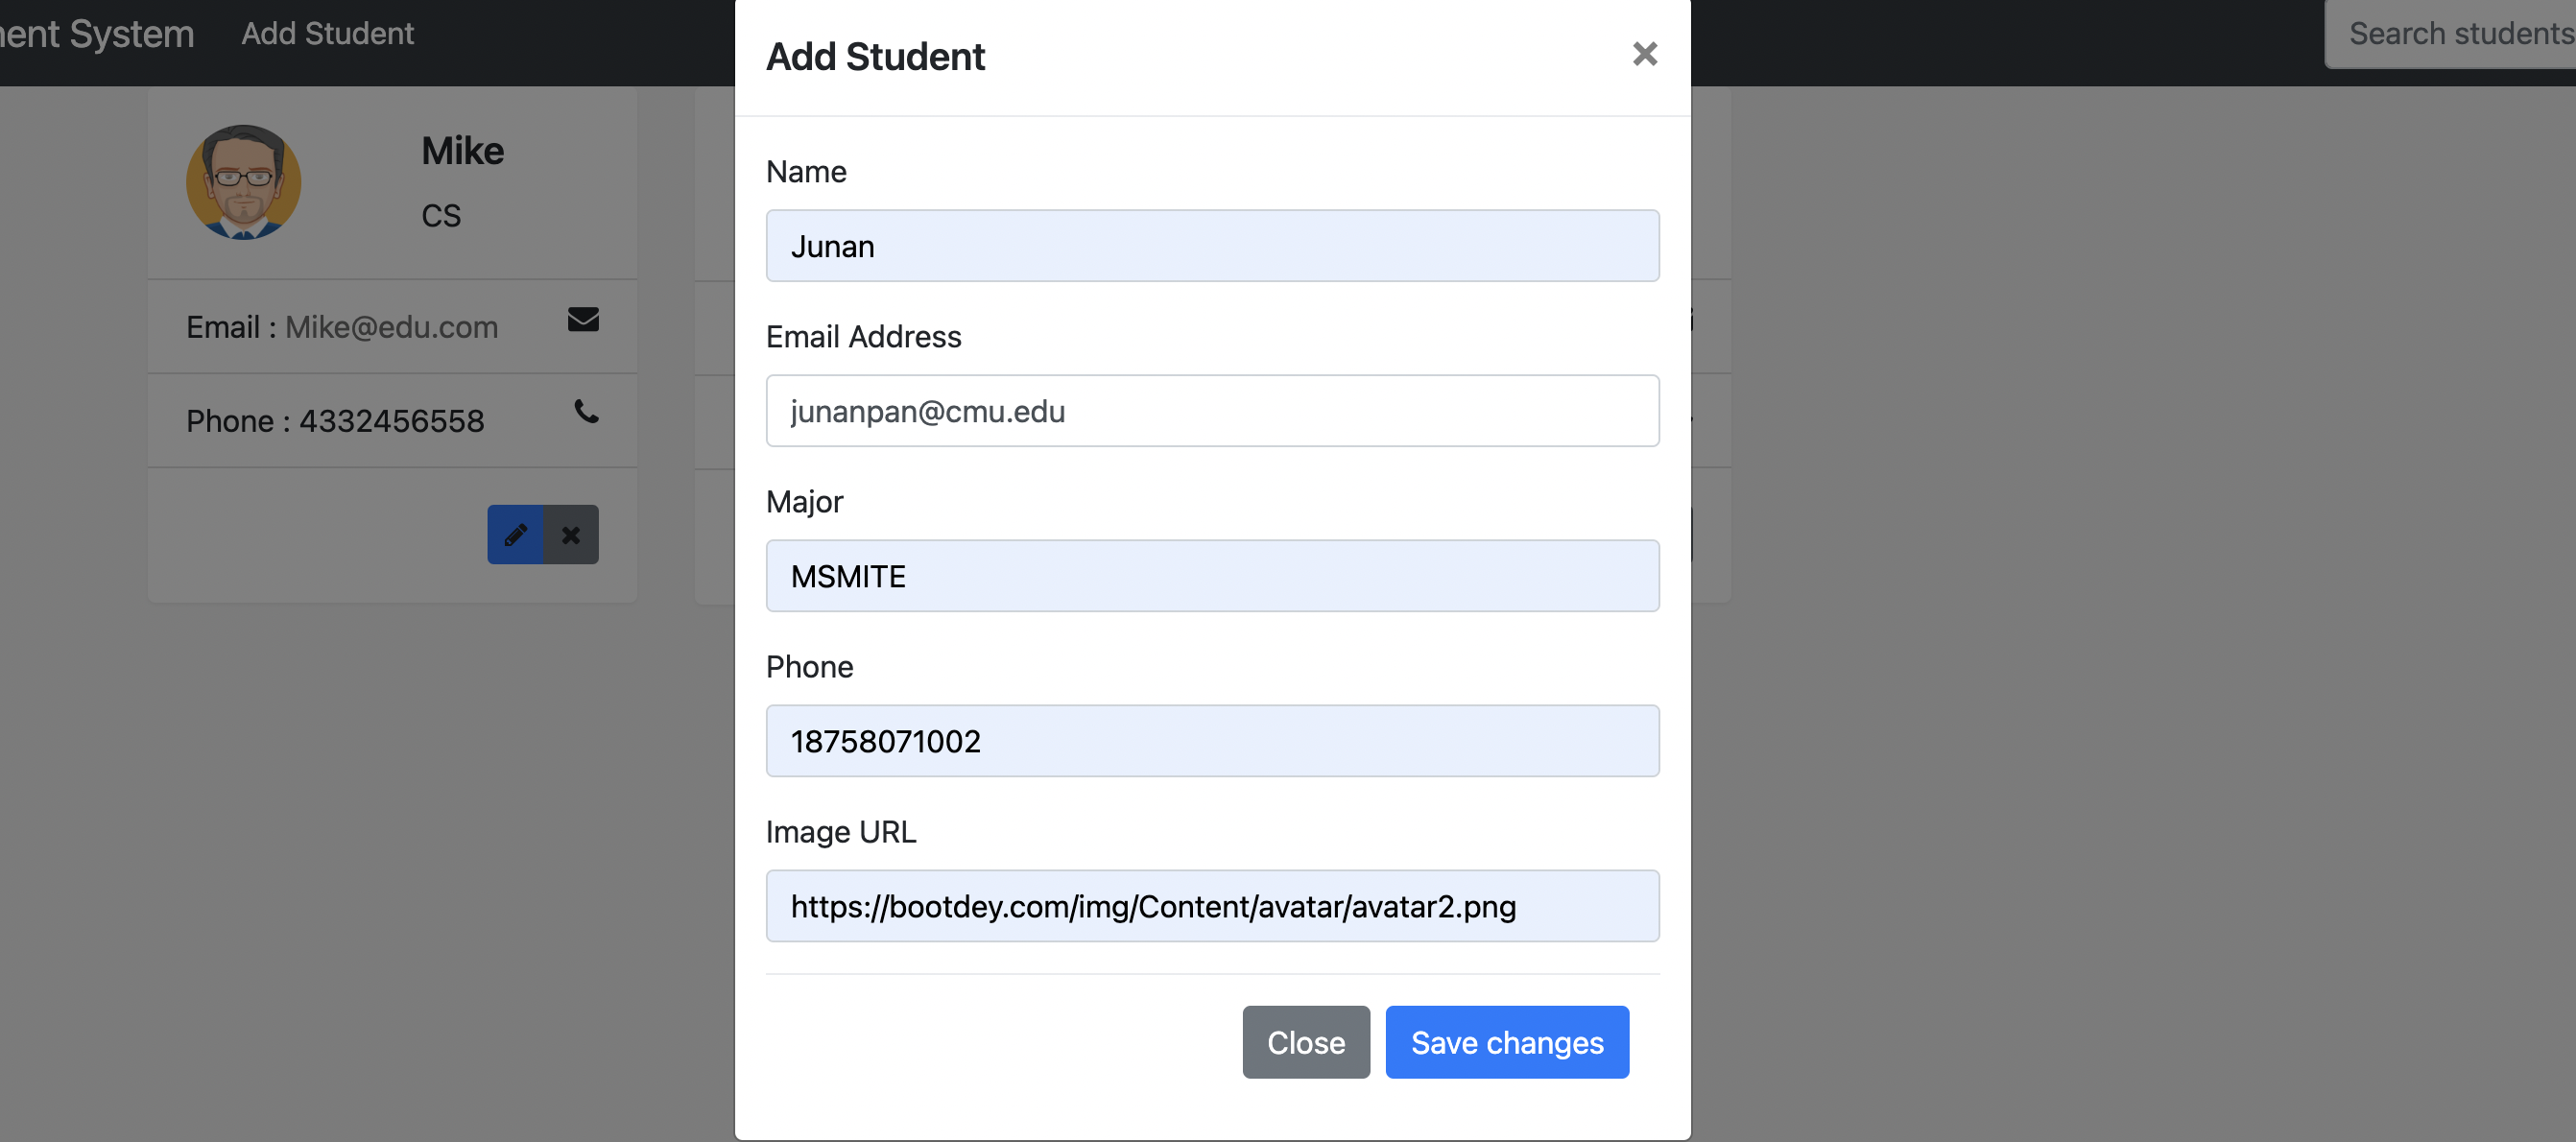 ent System Add Student Search students
Add Student
Mike
CS
Email : Mike@edu.com
Phone : 4332456558
Name
Junan
Email Address
junanpan@cmu.edu
Major
MSMITE
Phone
18758071002
Image URL
https://bootdey.com/img/Content/avatar/avatar2.png
Close Save changes